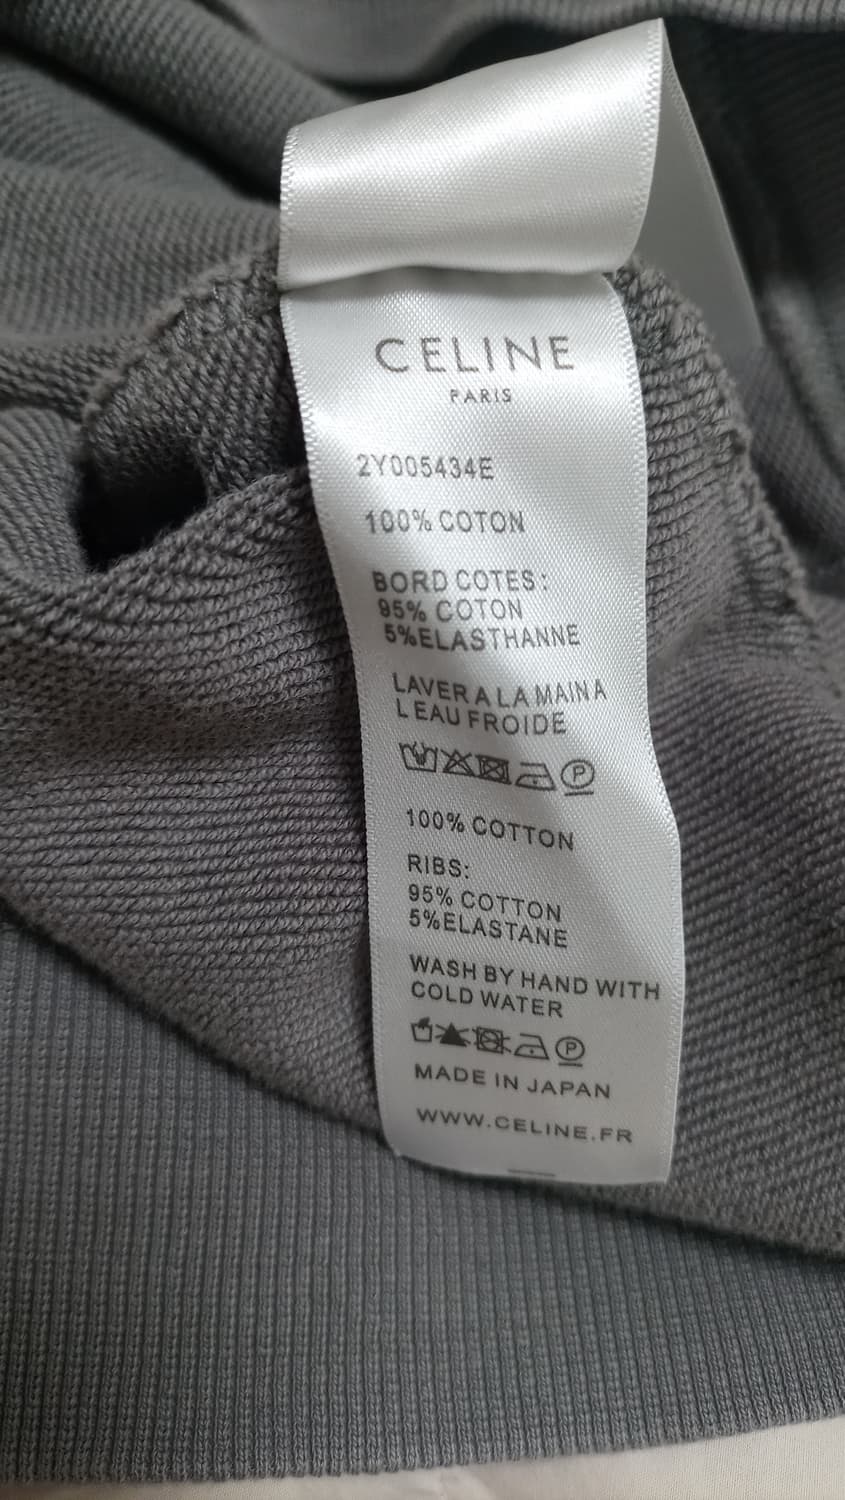 CELINE
PARIS
2Y005434E
100% COTON
BORD COTES:
95% COTON
5%ELASTHANNE
LAVER A LA MAIN A
L EAU FROIDE
P
100% COTTON
RIBS:
95% COTTON
5%ELASTANE
WASH BY HAND WITH
COLD WATER
P
MADE IN JAPAN
WWW.CELINE.FR